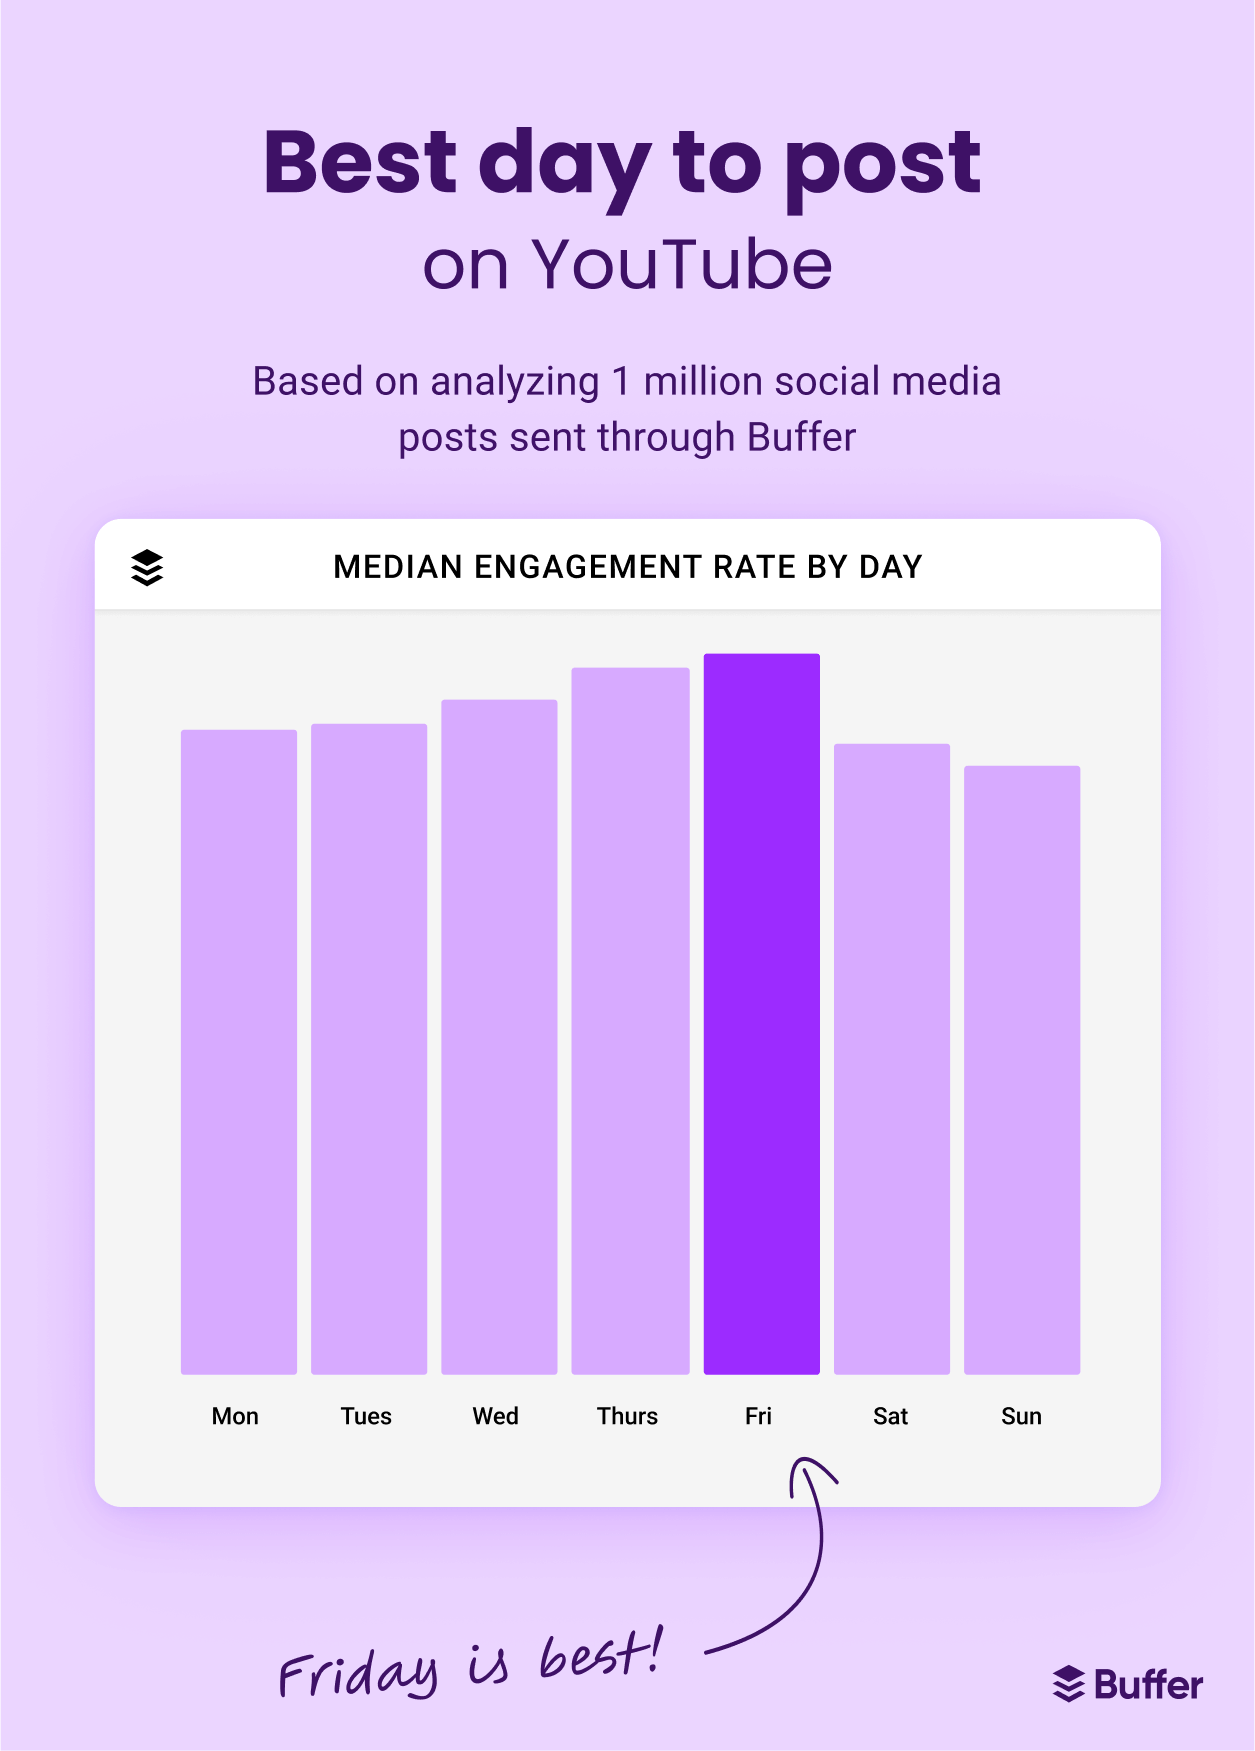 Best day to post
on YouTube
Based on analyzing 1 million social media
posts sent through Buffer
MEDIAN ENGAGEMENT RATE BY DAY
Mon Tues Wed Thurs Fri Sat Sun
Friday is best!
Buffer